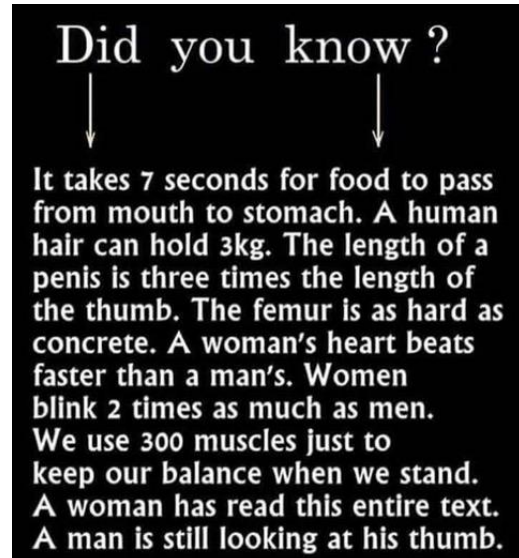 Did you know ?
It takes 7 seconds for food to pass
from mouth to stomach. A human
hair can hold 3kg. The length of a
penis is three times the length of
the thumb. The femur is as hard as
concrete. A woman's heart beats
faster than a man's. Women
blink 2 times as much as men.
We use 300 muscles just to
keep our balance when we stand.
A woman has read this entire text.
A man is still looking at his thumb.